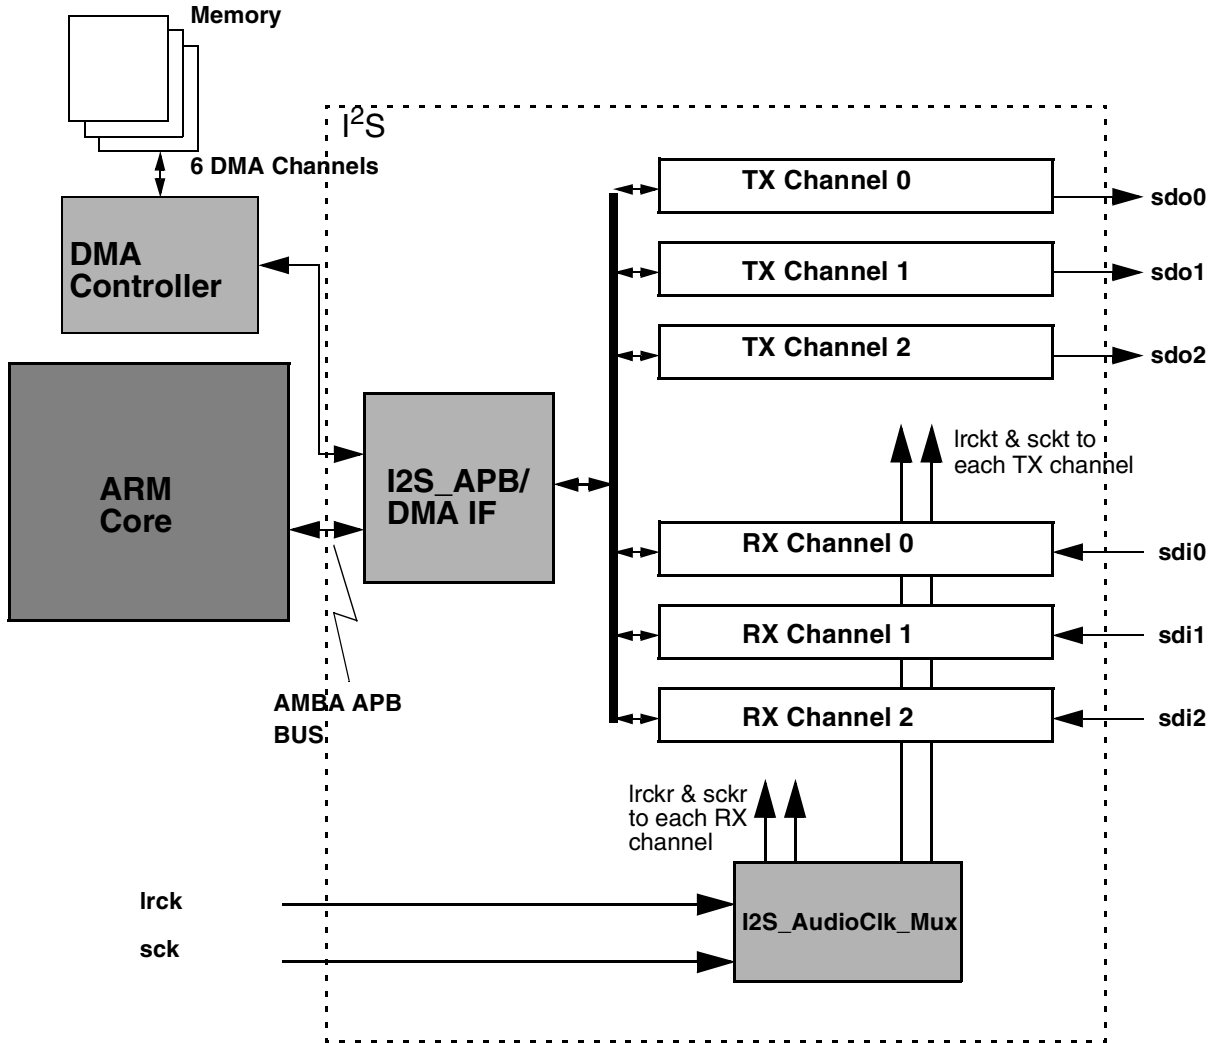 Memory
I²S
6 DMA Channels
TX Channel 0
sdo0
DMA
Controller
TX Channel 1
sdo1
TX Channel 2
sdo2
lrckt & sckt to
each TX channel
I2S_APB/
DMA IF
ARM
Core
RX Channel 0
sdi0
RX Channel 1
sdi1
AMBA APB
BUS
RX Channel 2
sdi2
lrckr & sckr
to each RX
channel
lrck
I2S_AudioClk_Mux
sck